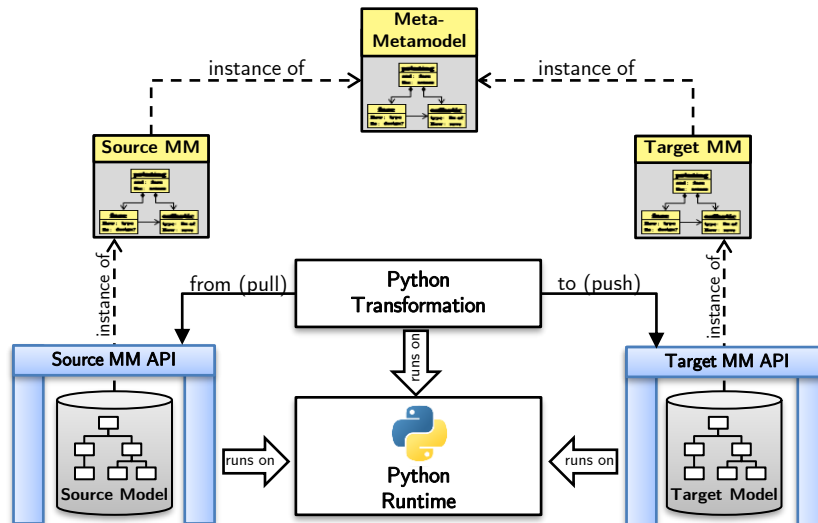 Meta-
Metamodel
instance of
instance of
Source MM
Target MM
instance of
instance of
from (pull)
Python
Transformation
to (push)
runs on
Source MM API
Target MM API
Source Model
runs on
Python
Runtime
runs on
Target Model